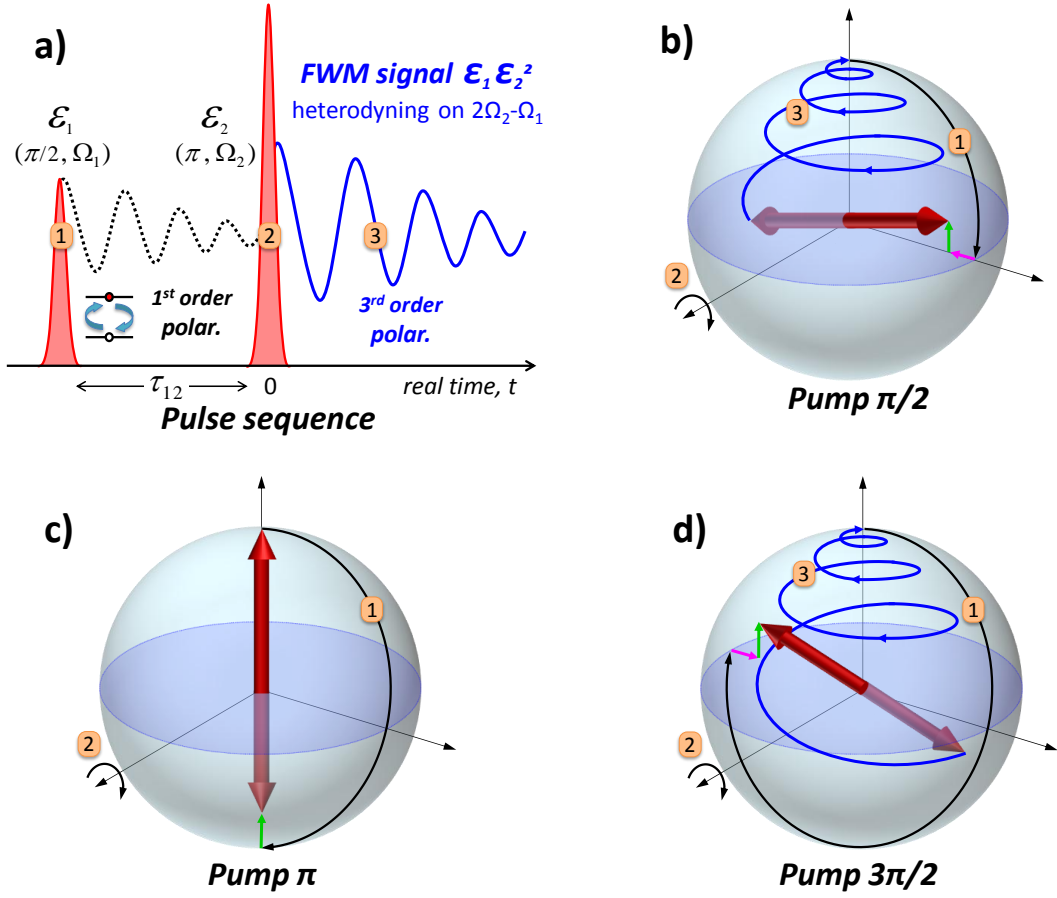 a)
FWM signal ℰ₁ℰ₂²
heterodyning on 2Ω₂-Ω₁
ℰ₁
(π/2, Ω₁)
ℰ₂
(π, Ω₂)
1
2
3
1st order
polar.
3rd order
polar.
τ₁₂
0
real time, t
Pulse sequence
b)
3
1
2
Pump π/2
c)
1
2
Pump π
d)
3
1
2
Pump 3π/2